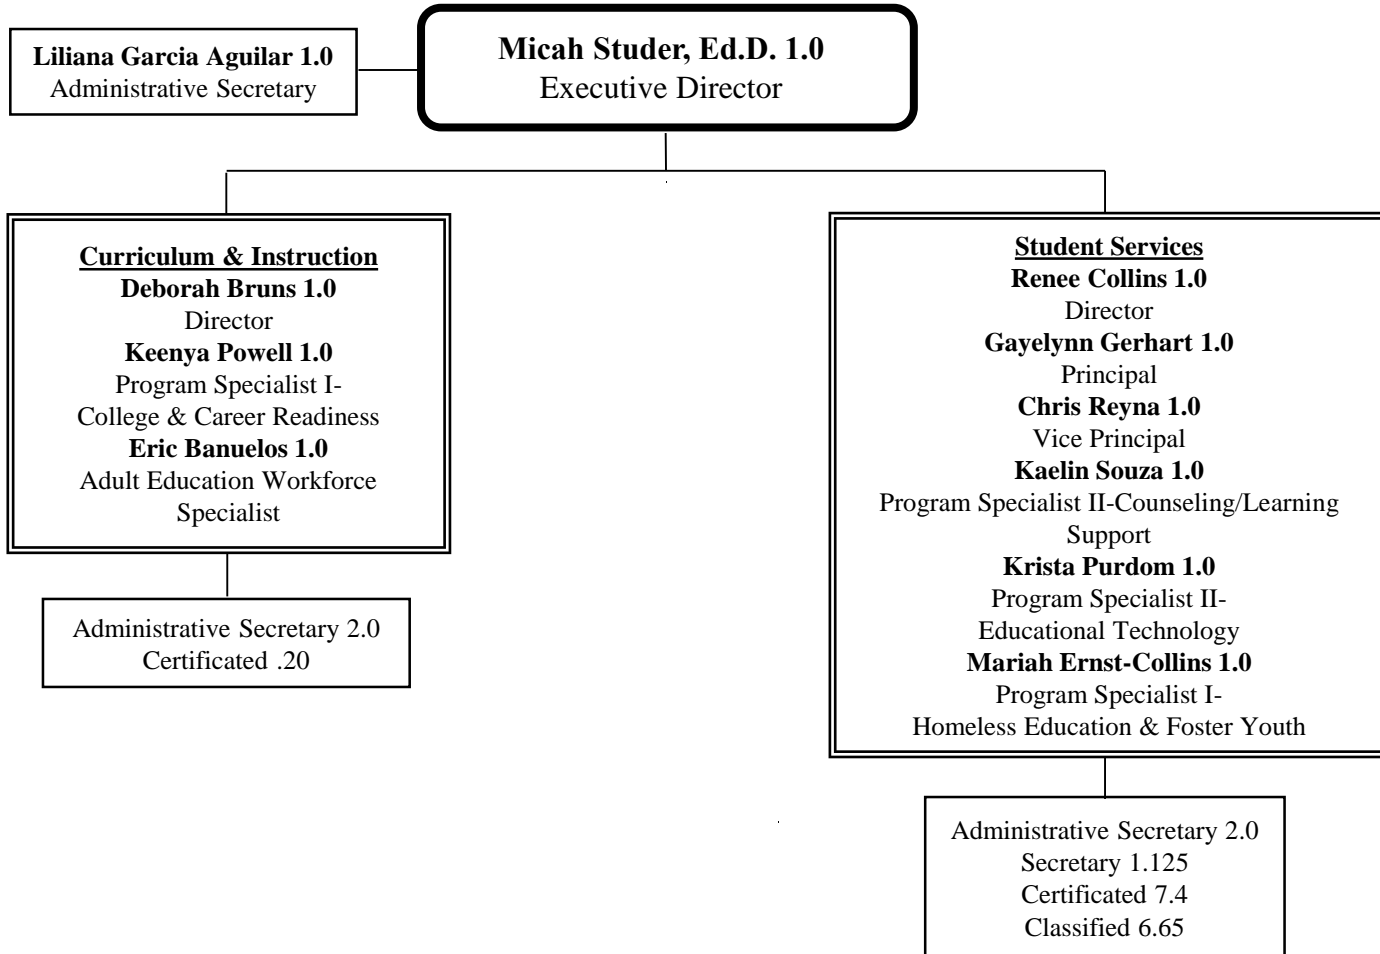 Liliana Garcia Aguilar 1.0
Administrative Secretary
Micah Studer, Ed.D. 1.0
Executive Director
Curriculum & Instruction
Deborah Bruns 1.0
Director
Keenya Powell 1.0
Program Specialist I-
College & Career Readiness
Eric Banuelos 1.0
Adult Education Workforce
Specialist
Administrative Secretary 2.0
Certificated .20
Student Services
Renee Collins 1.0
Director
Gayelynn Gerhart 1.0
Principal
Chris Reyna 1.0
Vice Principal
Kaelin Souza 1.0
Program Specialist II-Counseling/Learning
Support
Krista Purdom 1.0
Program Specialist II-
Educational Technology
Mariah Ernst-Collins 1.0
Program Specialist I-
Homeless Education & Foster Youth
Administrative Secretary 2.0
Secretary 1.125
Certificated 7.4
Classified 6.65